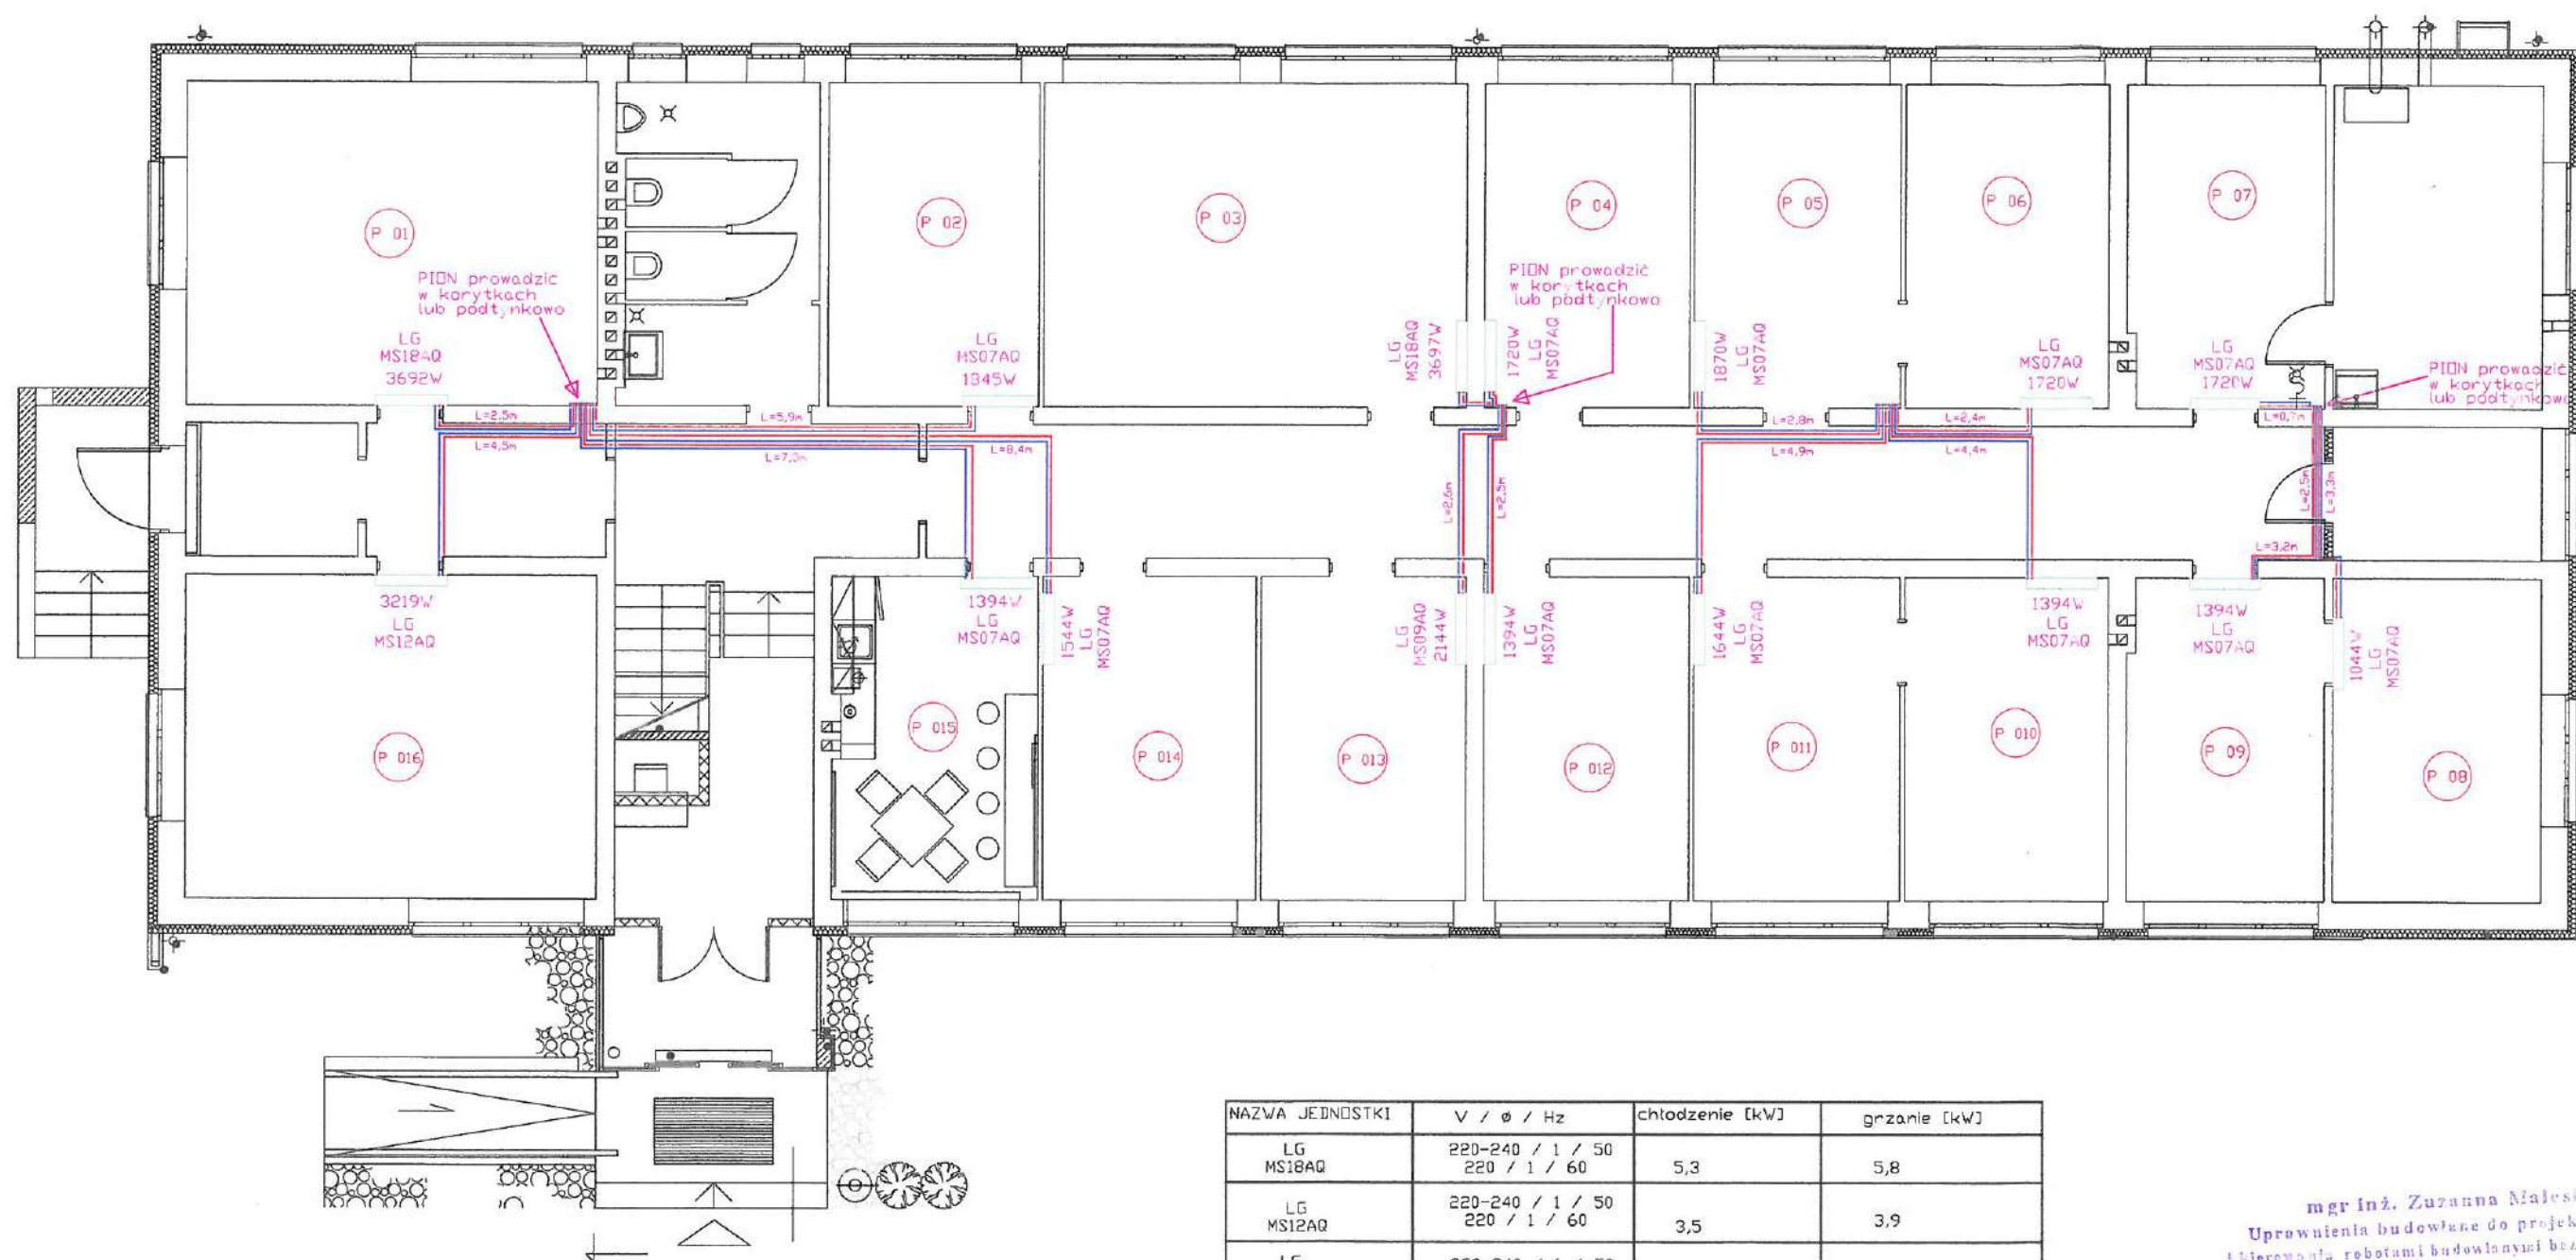 P 01
P 02
P 03
P 04
P 05
P 06
P 07
PION prowadzić
w korytkach
lub podtynkowo
PION prowadzić
w korytkach
lub podtynkowo
PION prowadzić
w korytkach
lub podtynkowo
LG
MS18AQ
3692W
LG
MS07AQ
1845W
LG
MS18AQ
3697W
1720W
LG
MS07AQ
1870W
LG
MS07AQ
LG
MS07AQ
1720W
LG
MS07AQ
1720W
L=2,5m
L=5,9m
L=2,8m
L=2,4m
L=0,7m
L=4,5m
L=7,0m
L=8,4m
L=4,9m
L=4,4m
L=2,6m
L=2,5m
L=2,5m
L=3,3m
L=3,2m
3219W
LG
MS12AQ
1394W
LG
MS07AQ
1544W
LG
MS07AQ
LG
MS09AQ
2144W
1394W
LG
MS07AQ
1644W
LG
MS07AQ
1394W
LG
MS07AQ
1394W
LG
MS07AQ
1044W
LG
MS07AQ
P 016
P 015
P 014
P 013
P 012
P 011
P 010
P 09
P 08
NAZWA JEDNOSTKI V / ø / Hz chłodzenie [kW] grzanie [kW]
LG
MS18AQ
220-240 / 1 / 50
220 / 1 / 60
5,3 5,8
LG
MS12AQ
220-240 / 1 / 50
220 / 1 / 60
3,5 3,9
mgr inż. Zuzanna
Uprawnienia budowlane do
robotami budowlanymi